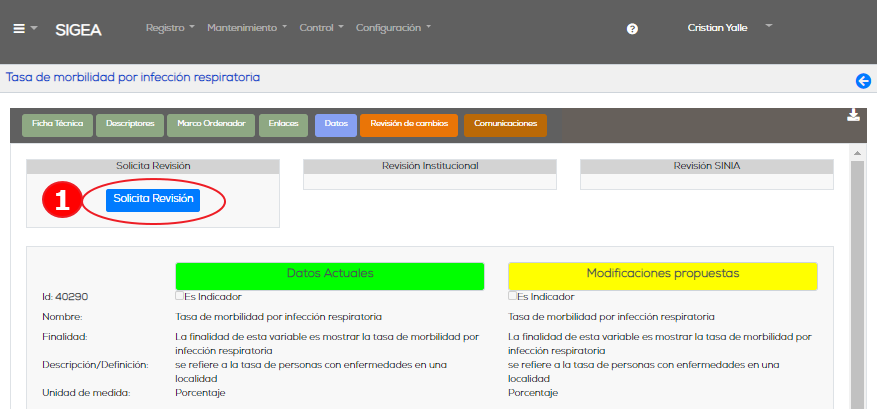 SIGEA Registro Mantenimiento Control Configuración ? Cristian Yalle
Tasa de morbilidad por infección respiratoria
Ficha Técnica Descriptores Marco Ordenador Enlaces Datos Revisión de cambios Comunicaciones
Solicita Revisión Revisión Institucional Revisión SINIA
1 Solicita Revisión
Datos Actuales Modificaciones propuestas
Id: 40290 Es Indicador Es Indicador
Nombre: Tasa de morbilidad por infección respiratoria Tasa de morbilidad por infección respiratoria
Finalidad: La finalidad de esta variable es mostrar la tasa de morbilidad por La finalidad de esta variable es mostrar la tasa de morbilidad por
infección respiratoria infección respiratoria
Descripción/Definición: se refiere a la tasa de personas con enfermedades en una se refiere a la tasa de personas con enfermedades en una
localidad localidad
Unidad de medida: Porcentaje Porcentaje